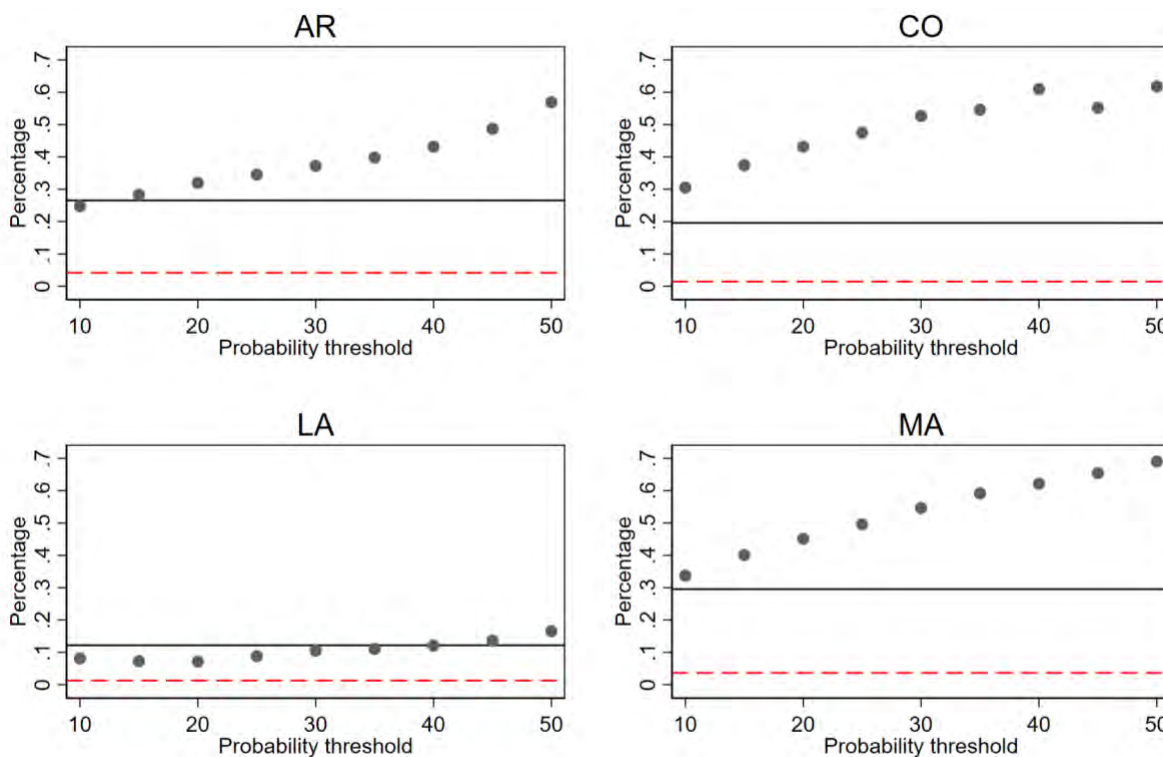 AR
Percentage
.7
.6
.5
.4
.3
.2
.1
0
10 20 30 40 50
Probability threshold
CO
Percentage
.7
.6
.5
.4
.3
.2
.1
0
10 20 30 40 50
Probability threshold
LA
Percentage
.7
.6
.5
.4
.3
.2
.1
0
10 20 30 40 50
Probability threshold
MA
Percentage
.7
.6
.5
.4
.3
.2
.1
0
10 20 30 40 50
Probability threshold